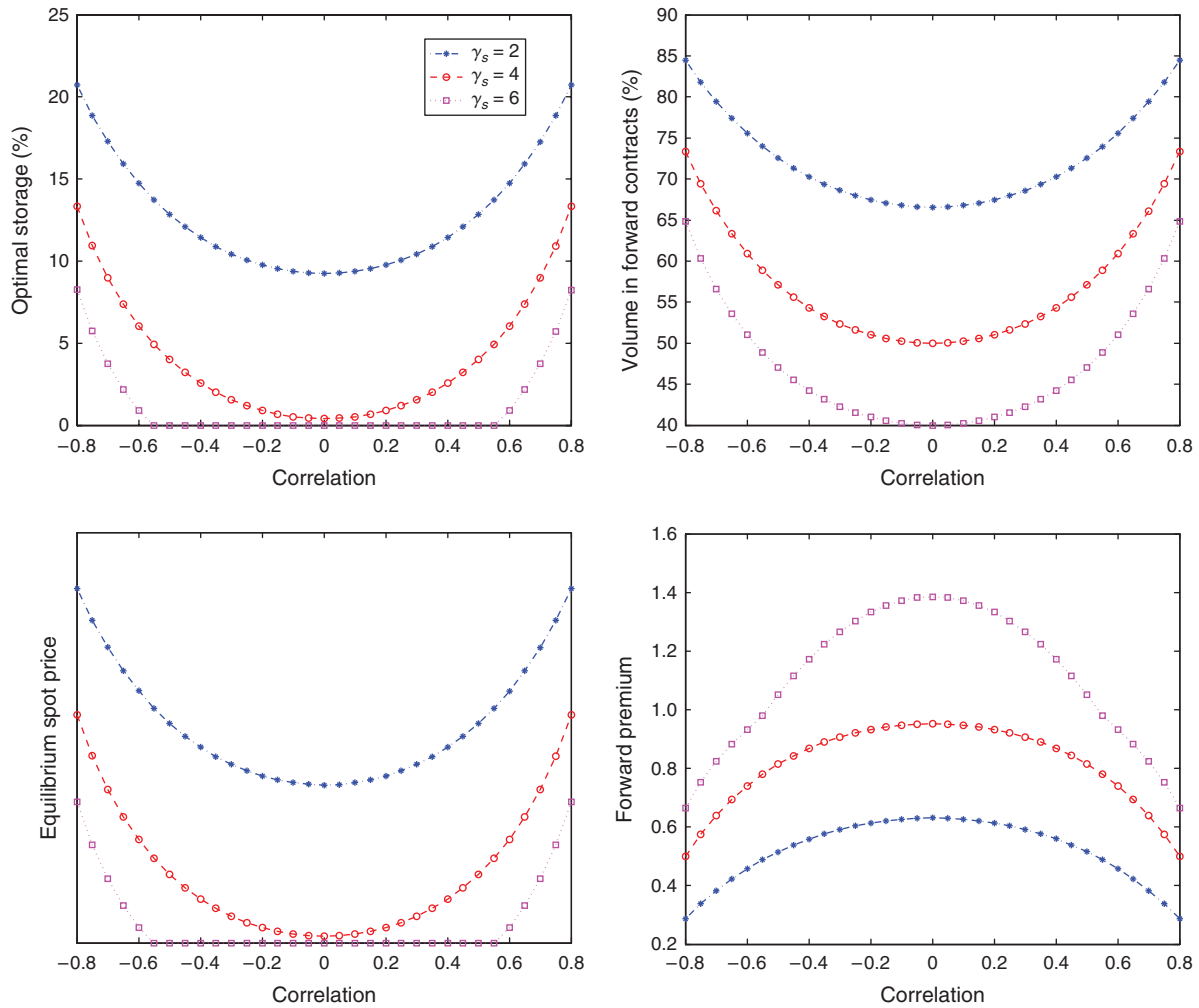 25
20
15
10
5
0
Optimal storage (%)
γs = 2
γs = 4
γs = 6
−0.8 −0.6 −0.4 −0.2 0 0.2 0.4 0.6 0.8
Correlation
90
85
80
75
70
65
60
55
50
45
40
Volume in forward contracts (%)
−0.8 −0.6 −0.4 −0.2 0 0.2 0.4 0.6 0.8
Correlation
Equilibrium spot price
−0.8 −0.6 −0.4 −0.2 0 0.2 0.4 0.6 0.8
Correlation
1.6
1.4
1.2
1.0
0.8
0.6
0.4
0.2
Forward premium
−0.8 −0.6 −0.4 −0.2 0 0.2 0.4 0.6 0.8
Correlation